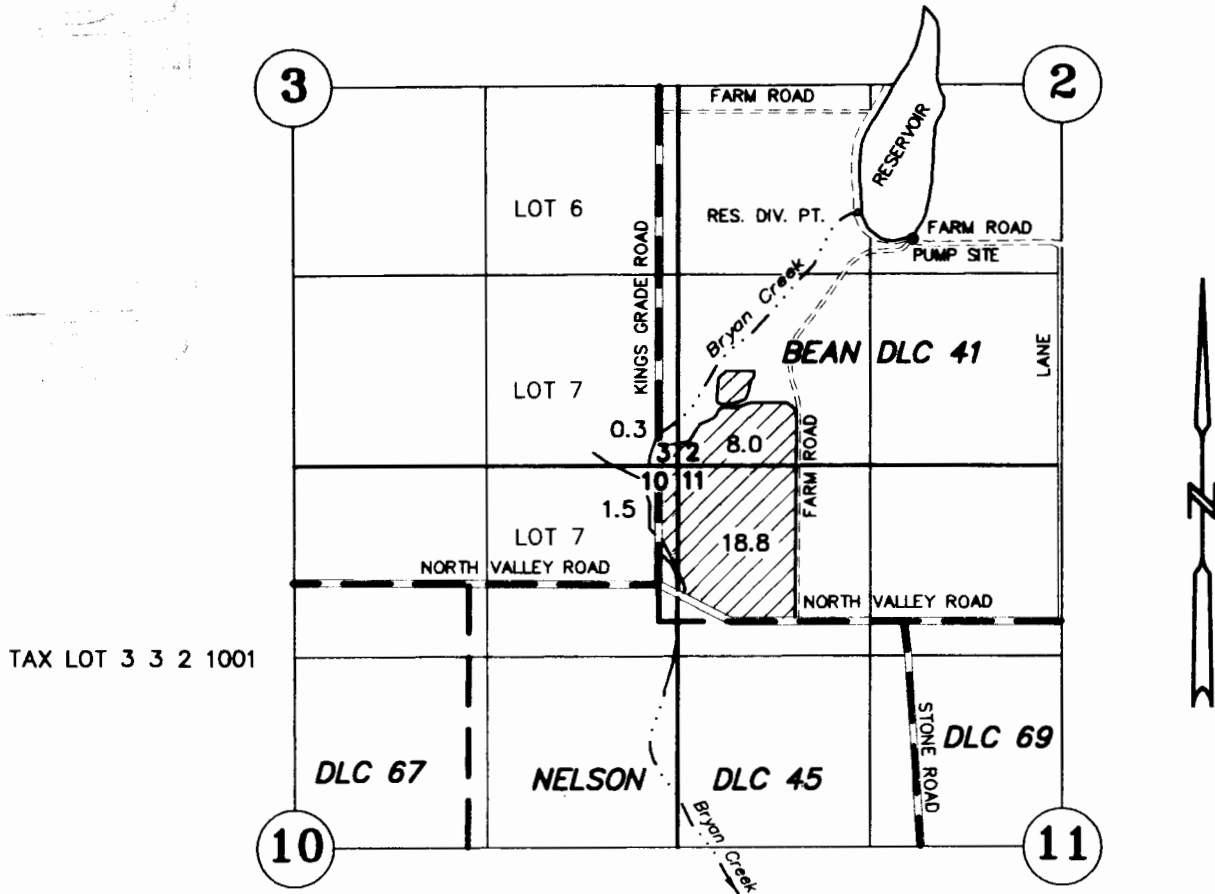 3
2
FARM ROAD
RESERVOIR
LOT 6
RES. DIV. PT.
FARM ROAD
PUMP SITE
KINGS GRADE ROAD
Bryan Creek
BEAN DLC 41
LANE
LOT 7
0.3
3 2
8.0
FARM ROAD
10 11
1.5
LOT 7
18.8
NORTH VALLEY ROAD
NORTH VALLEY ROAD
N
TAX LOT 3 3 2 1001
DLC 67
NELSON
DLC 45
STONE ROAD
DLC 69
Bryan Creek
10
11